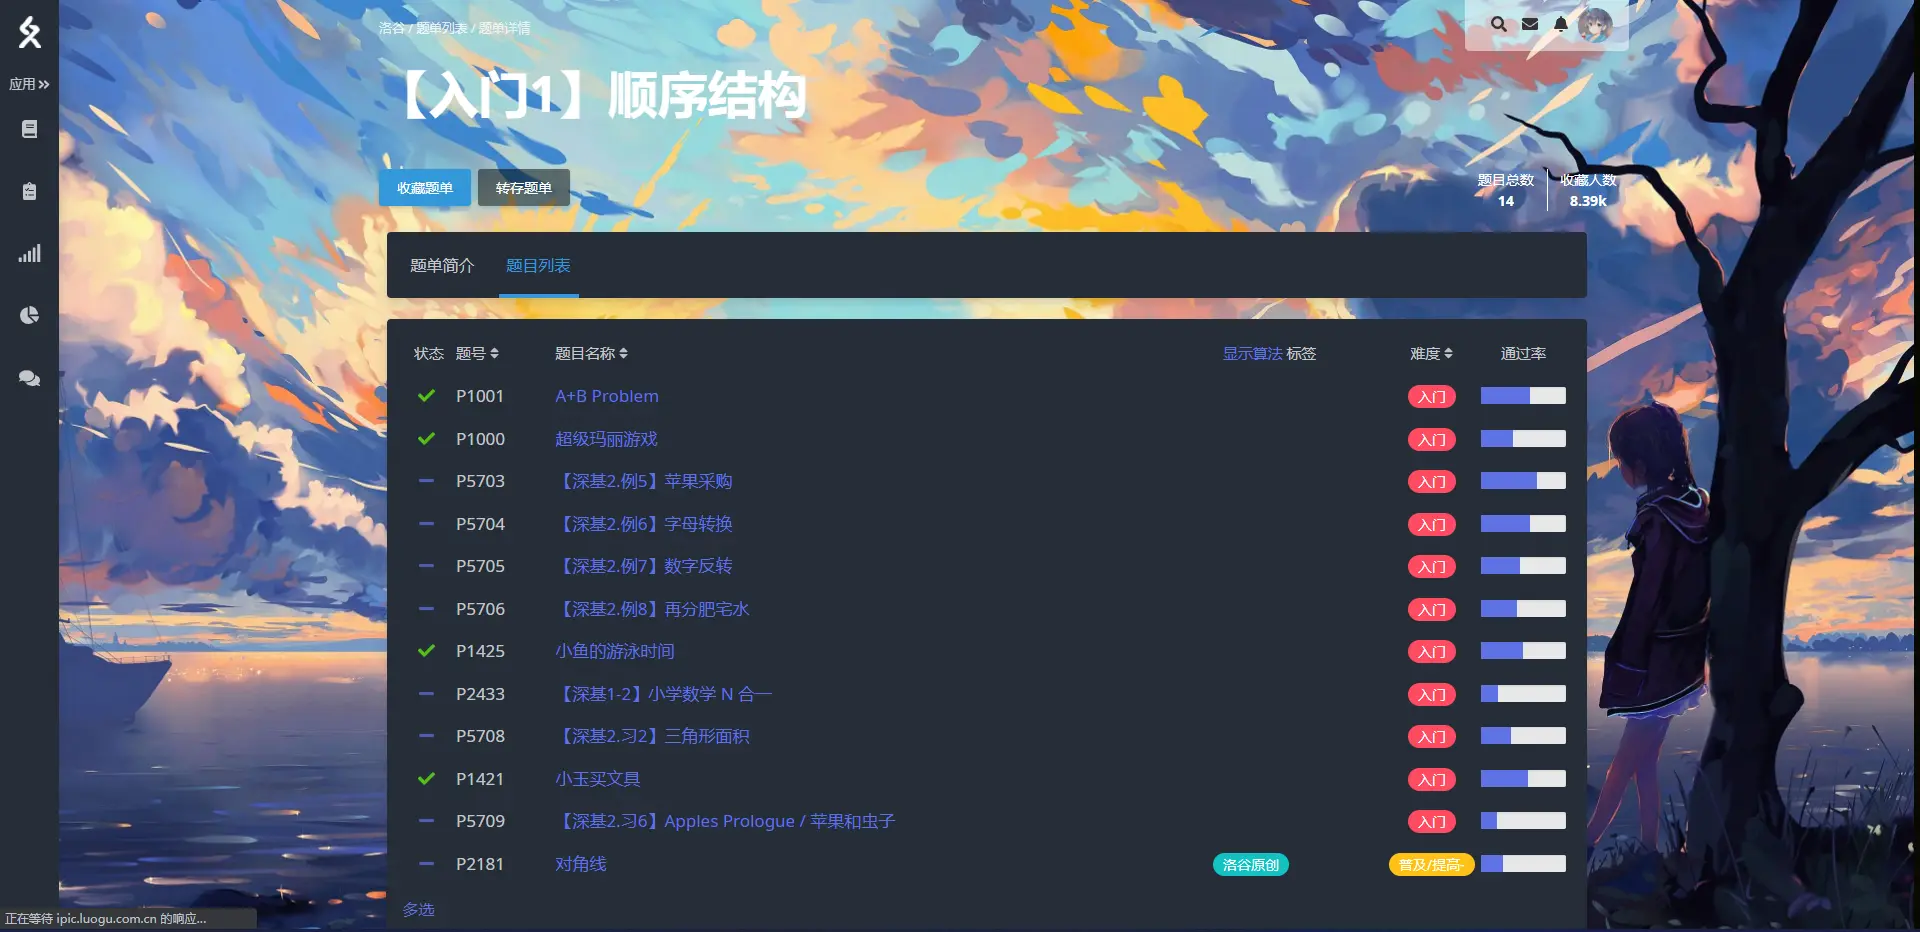 洛谷 / 题单列表 / 题单详情
应用
【入门1】顺序结构
收藏题单 转存题单
题目总数 收藏人数
14 8.39k
题单简介 题目列表
状态 题号 题目名称 显示算法 标签 难度 通过率
P1001 A+B Problem 入门
P1000 超级玛丽游戏 入门
P5703 【深基2.例5】苹果采购 入门
P5704 【深基2.例6】字母转换 入门
P5705 【深基2.例7】数字反转 入门
P5706 【深基2.例8】再分肥宅水 入门
P1425 小鱼的游泳时间 入门
P2433 【深基1-2】小学数学 N 合一 入门
P5708 【深基2.习2】三角形面积 入门
P1421 小玉买文具 入门
P5709 【深基2.习6】Apples Prologue / 苹果和虫子 入门
P2181 对角线 洛谷原创 普及/提高-
多选
正在等待 ipic.luogu.com.cn 的响应...